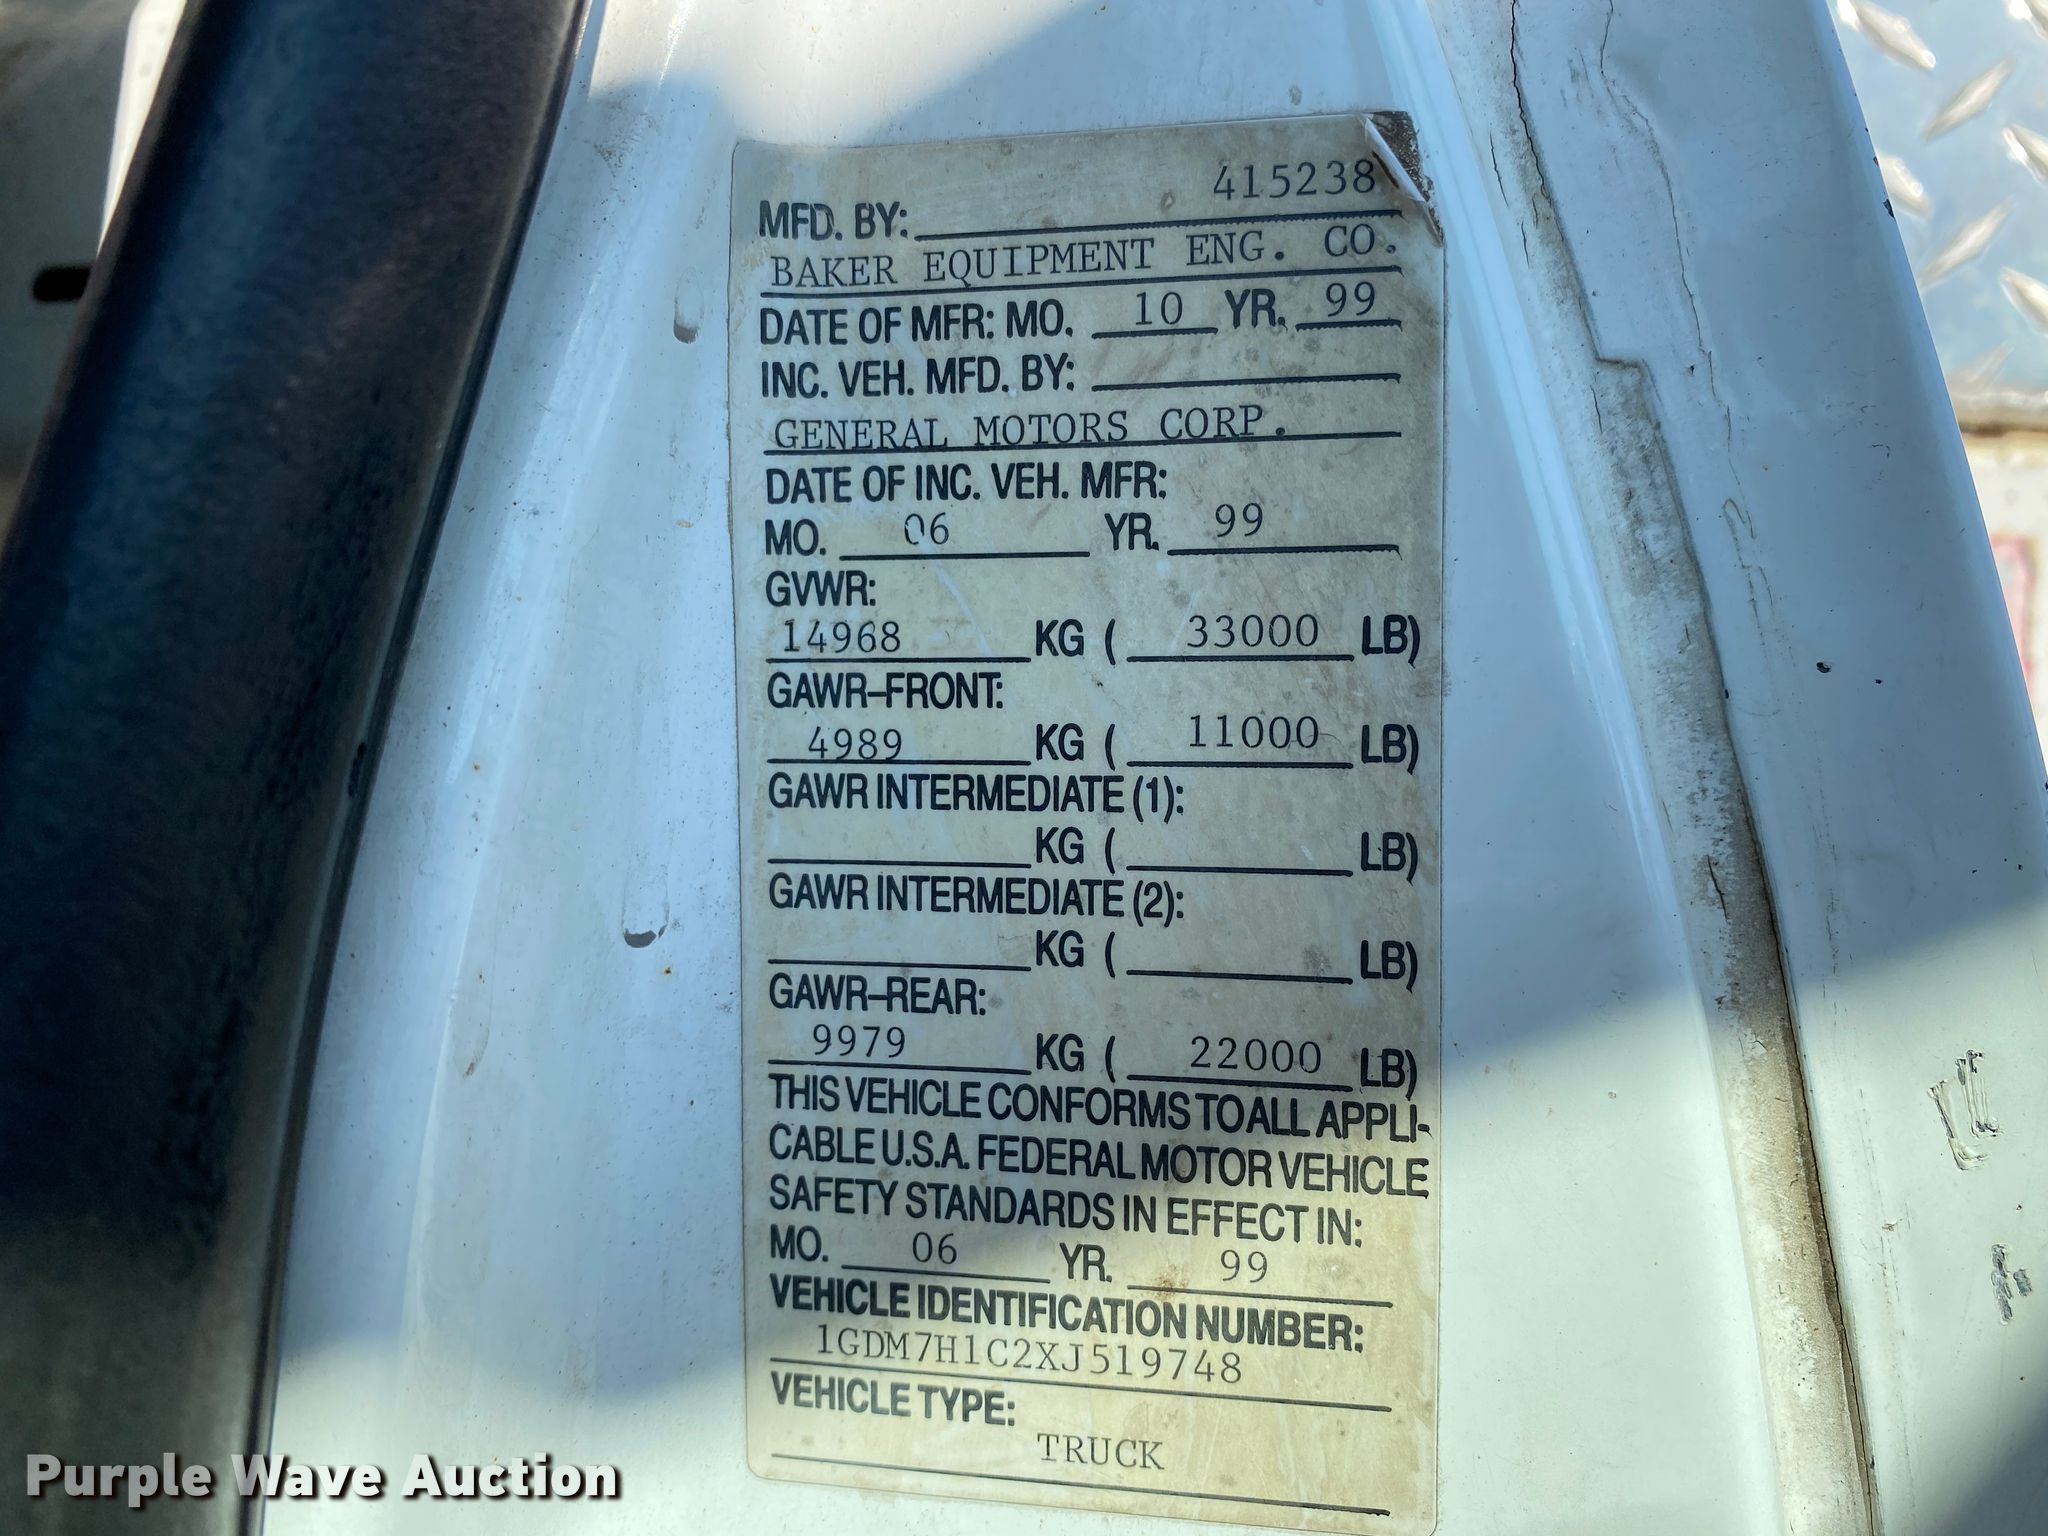 415238
MFD. BY:
BAKER EQUIPMENT ENG. CO.
DATE OF MFR: MO. 10 YR. 99
INC. VEH. MFD. BY:
GENERAL MOTORS CORP.
DATE OF INC. VEH. MFR:
MO. 06 YR. 99
GVWR:
14968 KG ( 33000 LB)
GAWR-FRONT:
4989 KG ( 11000 LB)
GAWR INTERMEDIATE (1):
KG ( LB)
GAWR INTERMEDIATE (2):
KG ( LB)
GAWR-REAR:
9979 KG ( 22000 LB)
THIS VEHICLE CONFORMS TO ALL APPLI-
CABLE U.S.A. FEDERAL MOTOR VEHICLE
SAFETY STANDARDS IN EFFECT IN:
MO. 06 YR. 99
VEHICLE IDENTIFICATION NUMBER:
1GDM7H1C2XJ519748
VEHICLE TYPE:
TRUCK
Purple Wave Auction